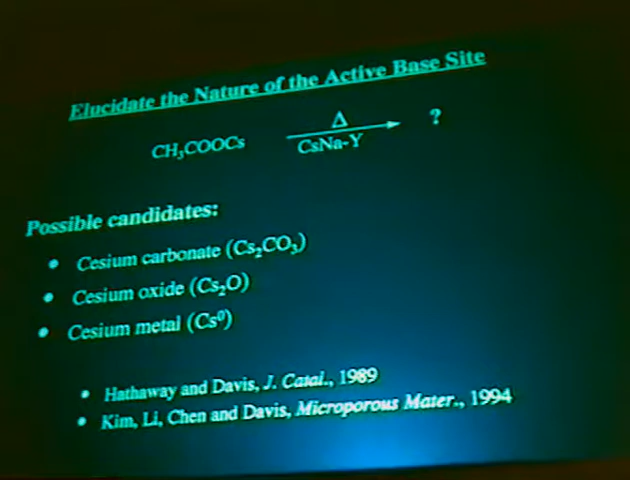 Elucidate the Nature of the Active Base Site
CH₃COOCs Δ CsNa-Y ?
Possible candidates:
• Cesium carbonate (Cs₂CO₃)
• Cesium oxide (Cs₂O)
• Cesium metal (Cs⁰)
• Hathaway and Davis, J. Catal., 1989
• Kim, Li, Chen and Davis, Microporous Mater., 1994